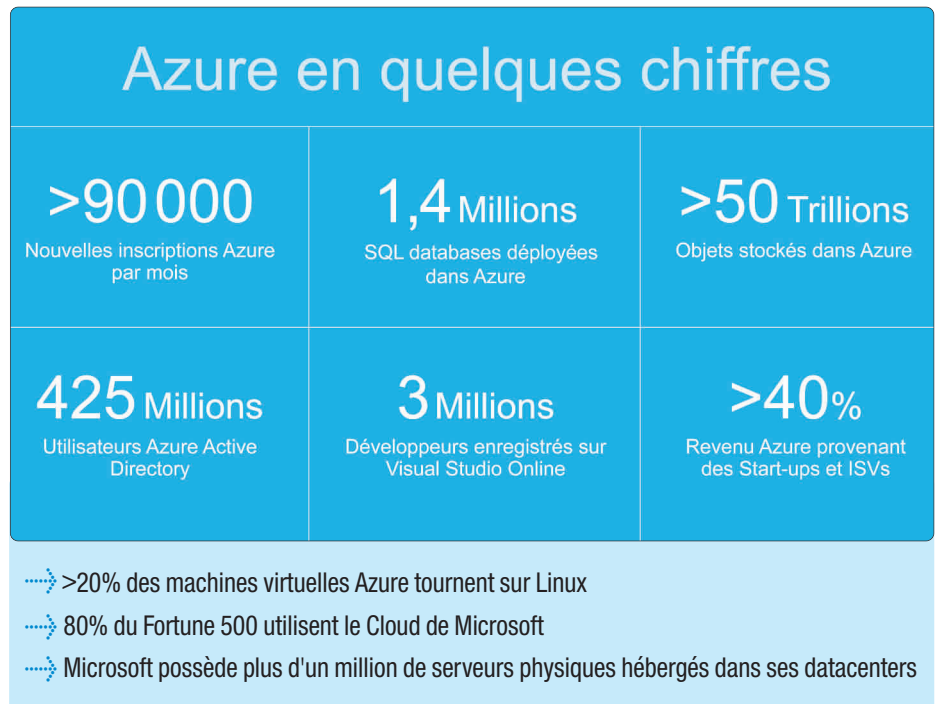 Azure en quelques chiffres
>90 000
Nouvelles inscriptions Azure
par mois
1,4 Millions
SQL databases déployées
dans Azure
>50 Trillions
Objets stockés dans Azure
425 Millions
Utilisateurs Azure Active
Directory
3 Millions
Développeurs enregistrés sur
Visual Studio Online
>40%
Revenu Azure provenant
des Start-ups et ISVs
>20% des machines virtuelles Azure tournent sur Linux
80% du Fortune 500 utilisent le Cloud de Microsoft
Microsoft possède plus d'un million de serveurs physiques hébergés dans ses datacenters